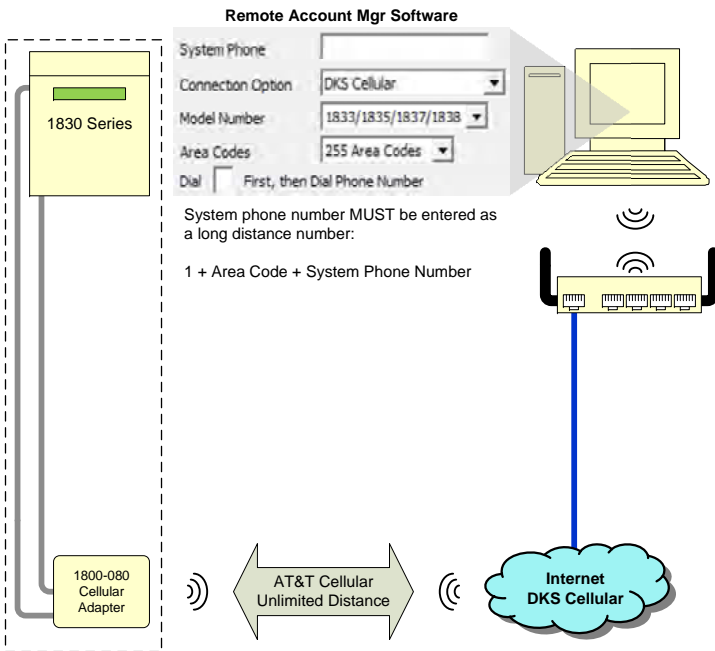 Remote Account Mgr Software
System Phone
Connection Option DKS Cellular
Model Number 1833/1835/1837/1838
Area Codes 255 Area Codes
Dial First, then Dial Phone Number
1830 Series
System phone number MUST be entered as
a long distance number:
1 + Area Code + System Phone Number
1800-080
Cellular
Adapter
AT&T Cellular
Unlimited Distance
Internet
DKS Cellular